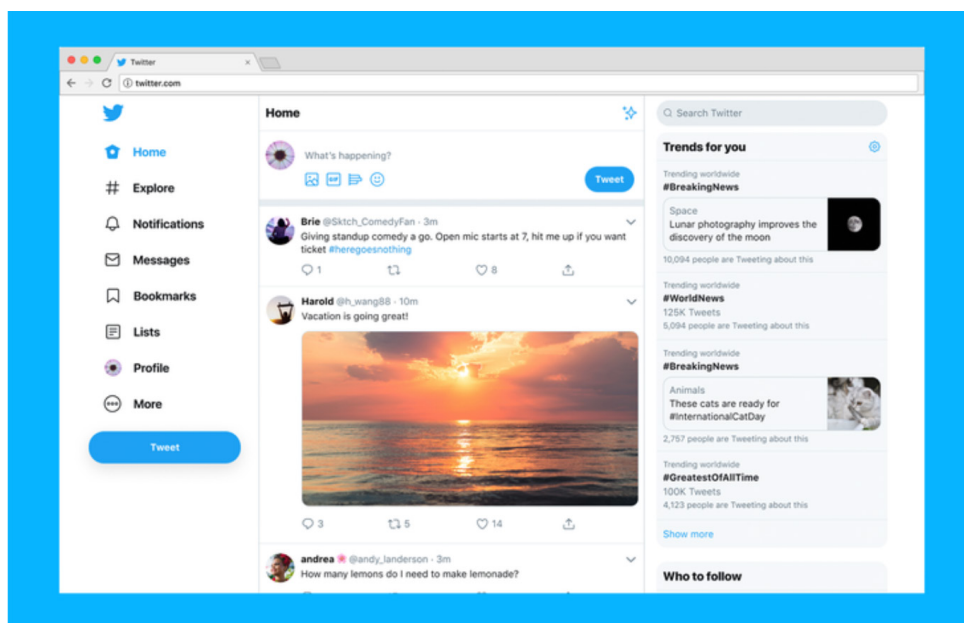 Twitter
twitter.com
Home
Explore
Notifications
Messages
Bookmarks
Lists
Profile
More
Tweet
Home
What's happening?
GIF
Tweet
Brie @Sktch_ComedyFan · 3m
Giving standup comedy a go. Open mic starts at 7, hit me up if you want
ticket #heregoesnothing
1
8
Harold @h_wang88 · 10m
Vacation is going great!
3
5
14
andrea @andy_landerson · 3m
How many lemons do I need to make lemonade?
Search Twitter
Trends for you
Trending worldwide
#BreakingNews
Space
Lunar photography improves the
discovery of the moon
10,094 people are Tweeting about this
Trending worldwide
#WorldNews
125K Tweets
5,094 people are Tweeting about this
Trending worldwide
#BreakingNews
Animals
These cats are ready for
#InternationalCatDay
2,757 people are Tweeting about this
Trending worldwide
#GreatestOfAllTime
100K Tweets
4,123 people are Tweeting about this
Show more
Who to follow